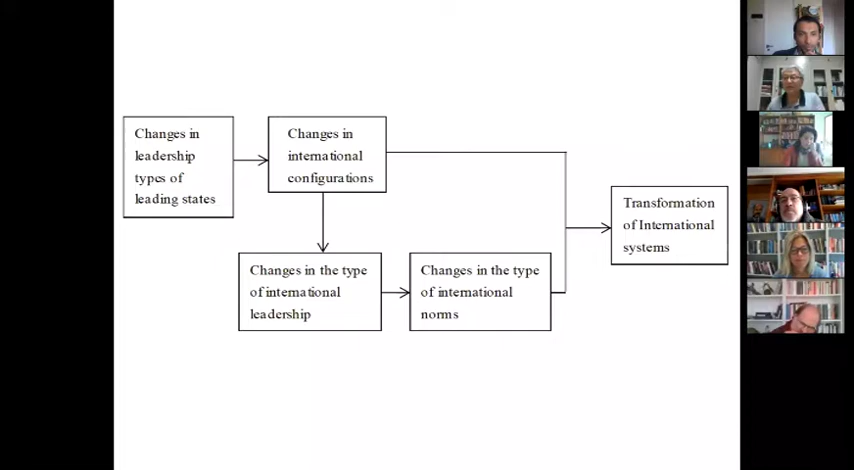 Changes in
leadership
types of
leading states
Changes in
international
configurations
Transformation
of International
systems
Changes in the type
of international
leadership
Changes in the type
of international
norms